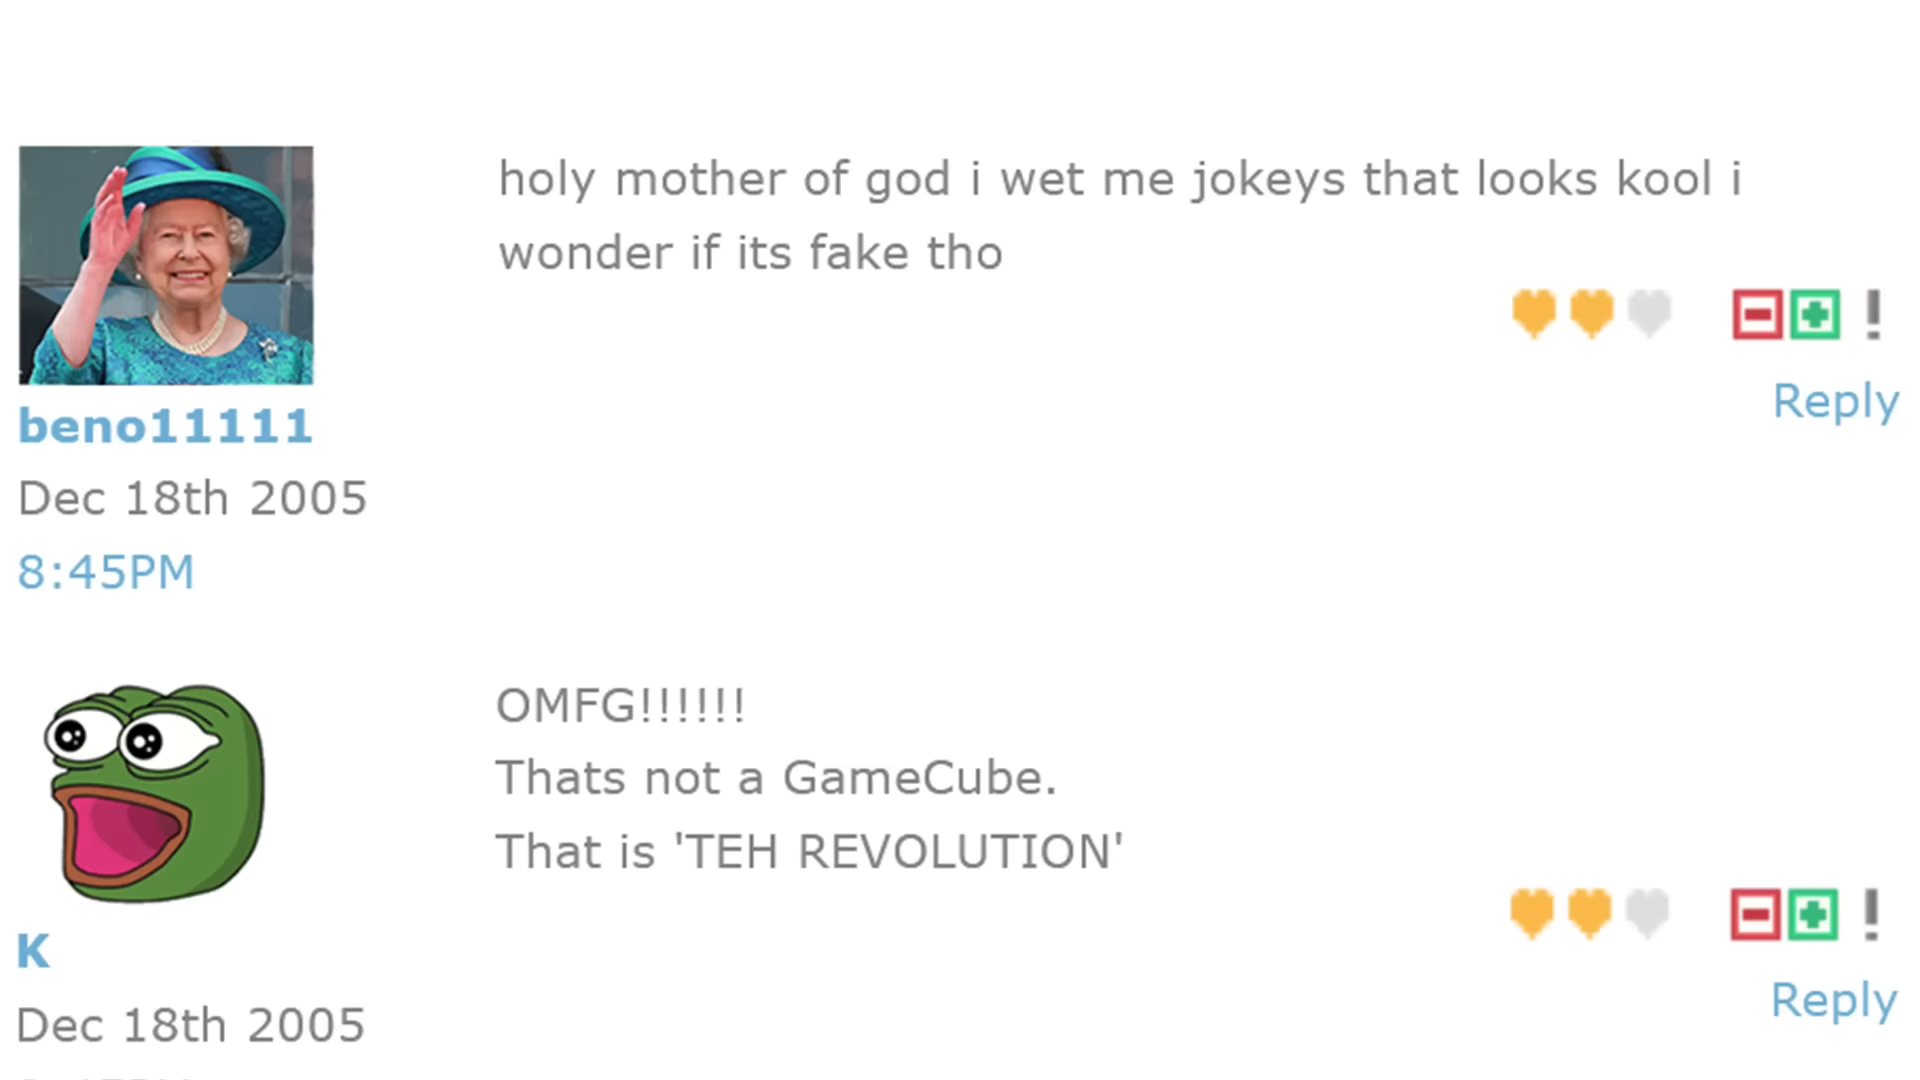 holy mother of god i wet me jokeys that looks kool i
wonder if its fake tho
!
Reply
beno11111
Dec 18th 2005
8:45PM
OMFG!!!!!!
Thats not a GameCube.
That is 'TEH REVOLUTION'
!
Reply
K
Dec 18th 2005